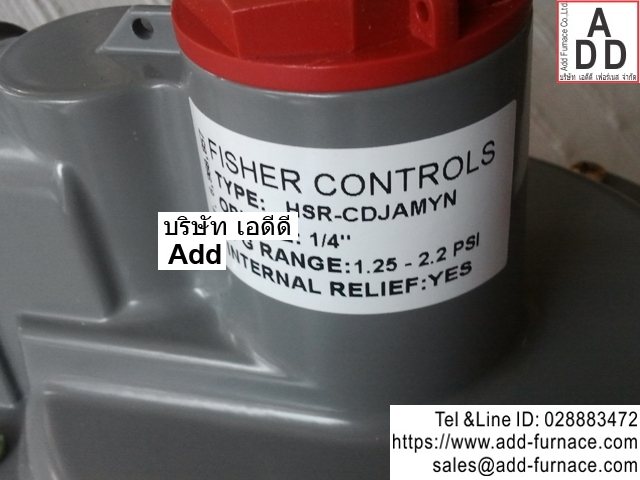 Add Furnace Co.,Ltd
A
DD
บริษัท เอดีดี เฟอร์เนส จำกัด
FISHER CONTROLS
TYPE: HSR-CDJAMYN
1/4"
G RANGE:1.25 - 2.2 PSI
INTERNAL RELIEF:YES
บริษัท เอดีดี
Add
Tel &Line ID: 028883472
https://www.add-furnace.com
sales@add-furnace.com